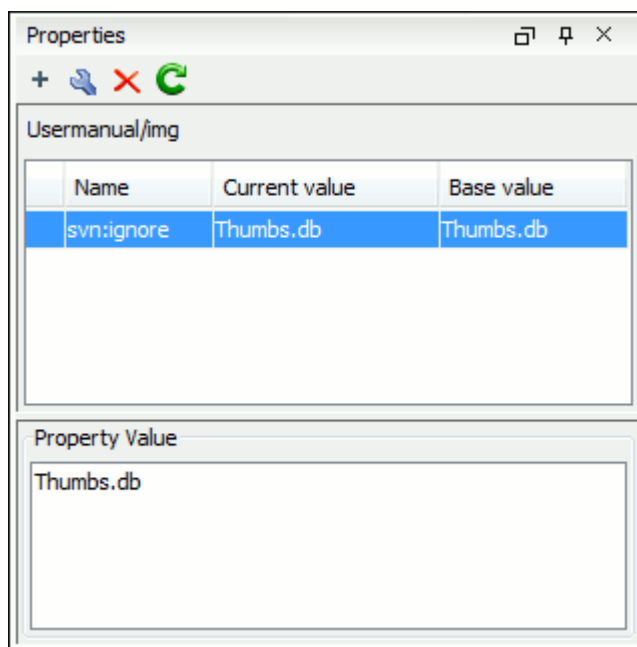 Properties
Usermanual/img
Name Current value Base value
svn:ignore Thumbs.db Thumbs.db
Property Value
Thumbs.db